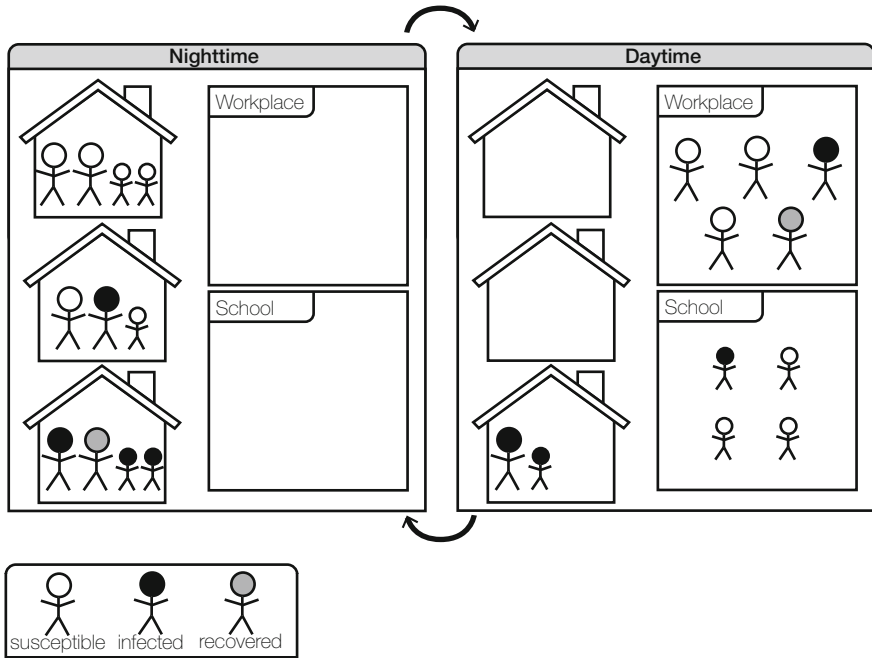 Nighttime
Workplace
School
Daytime
Workplace
School
susceptible infected recovered